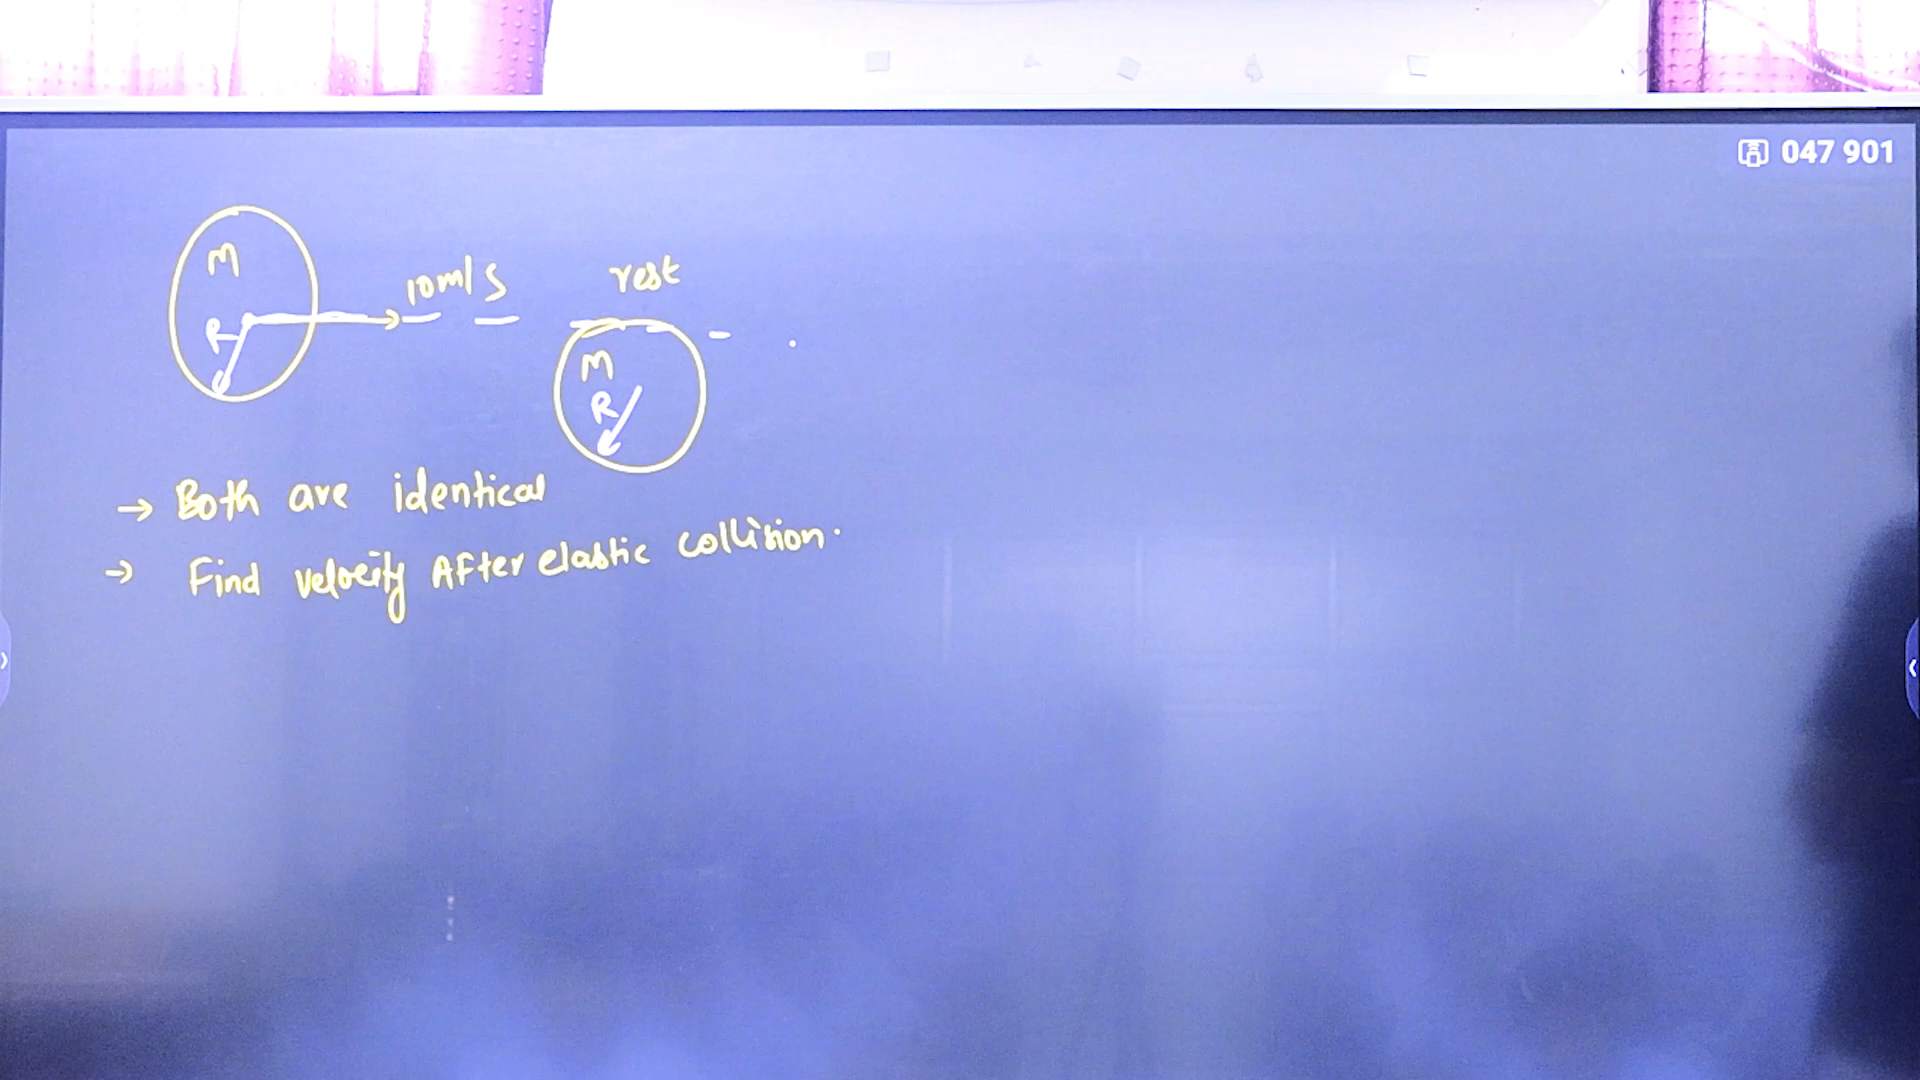 047 901
M
R
10m/s
rest
M
R
→ Both are identical
→ Find velocity After elastic collision.